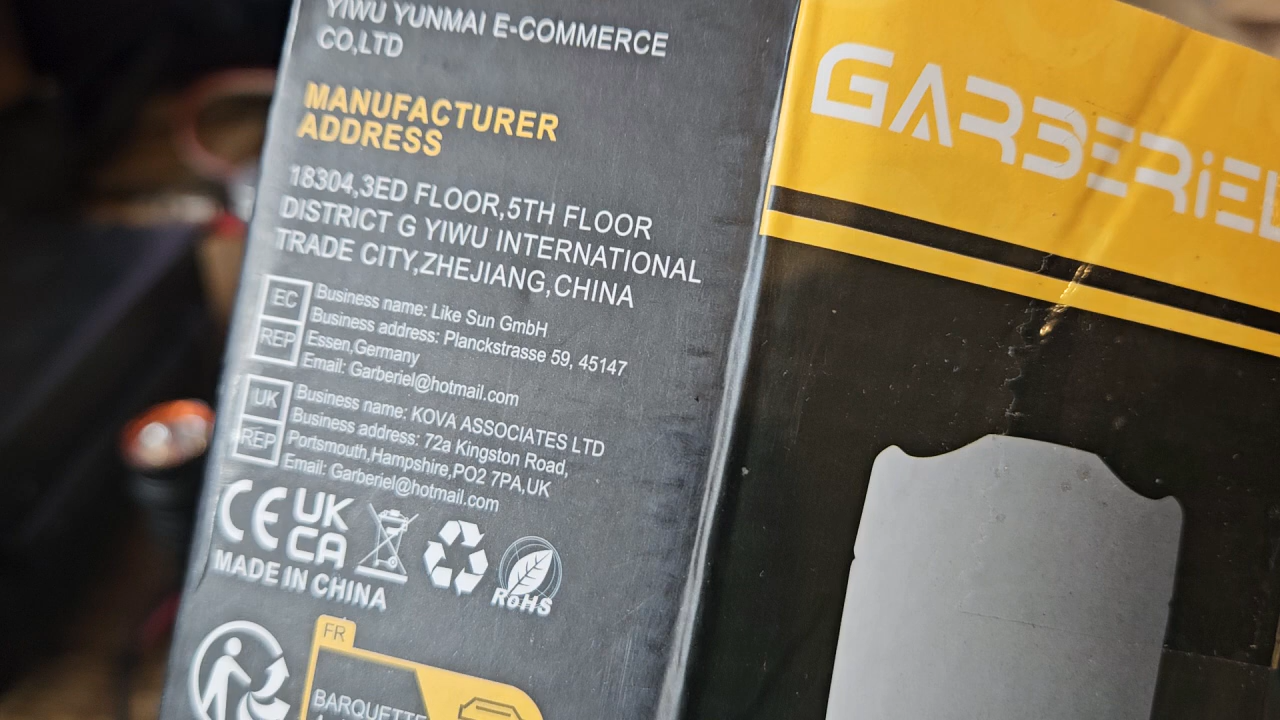 YIWU YUNMAI E-COMMERCE
CO,LTD
MANUFACTURER
ADDRESS
18304,3ED FLOOR,5TH FLOOR
DISTRICT G YIWU INTERNATIONAL
TRADE CITY,ZHEJIANG,CHINA
EC
REP
Business name: Like Sun GmbH
Business address: Planckstrasse 59, 45147
Essen,Germany
Email: Garberiel@hotmail.com
UK
REP
Business name: KOVA ASSOCIATES LTD
Business address: 72a Kingston Road,
Portsmouth,Hampshire,PO2 7PA,UK
Email: Garberiel@hotmail.com
CE
UK
CA
RoHS
MADE IN CHINA
FR
BARQUETTE
GARBERiEL